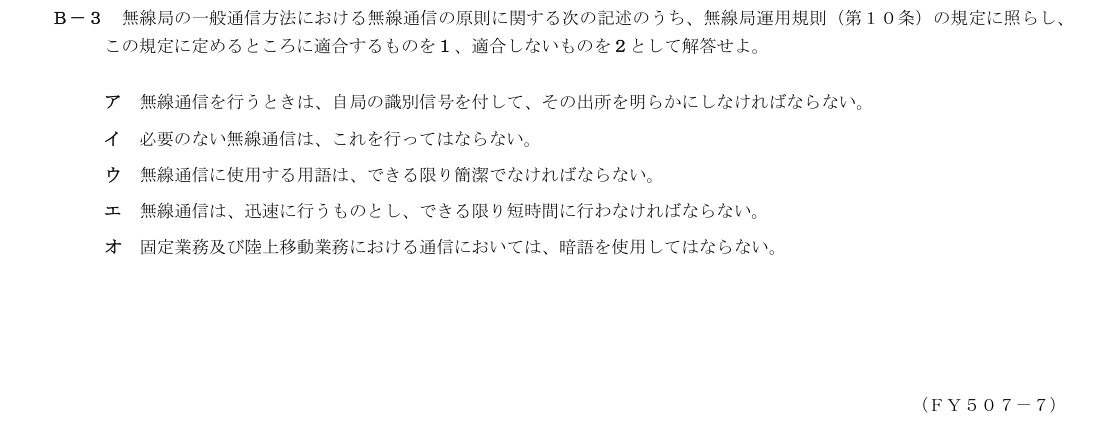 Ｂ－３　無線局の一般通信方法における無線通信の原則に関する次の記述のうち、無線局運用規則（第１０条）の規定に照らし、
この規定に定めるところに適合するものを１、適合しないものを２として解答せよ。
ア　無線通信を行うときは、自局の識別信号を付して、その出所を明らかにしなければならない。
イ　必要のない無線通信は、これを行ってはならない。
ウ　無線通信に使用する用語は、できる限り簡潔でなければならない。
エ　無線通信は、迅速に行うものとし、できる限り短時間に行わなければならない。
オ　固定業務及び陸上移動業務における通信においては、暗語を使用してはならない。
（ＦＹ５０７－７）